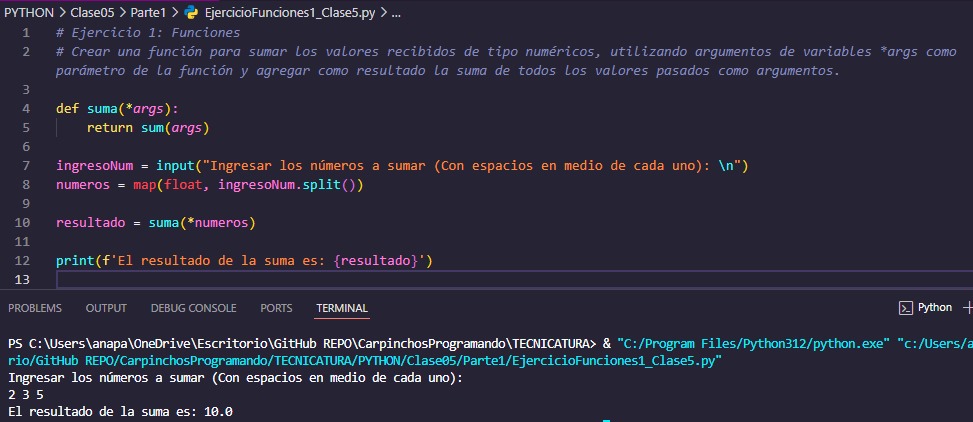 PYTHON > Clase05 > Parte1 > EjercicioFunciones1_Clase5.py > ...
1 # Ejercicio 1: Funciones
2 # Crear una función para sumar los valores recibidos de tipo numéricos, utilizando argumentos de variables *args como
parámetro de la función y agregar como resultado la suma de todos los valores pasados como argumentos.
3
4 def suma(*args):
5     return sum(args)
6
7 ingresoNum = input("Ingresar los números a sumar (Con espacios en medio de cada uno): \n")
8 numeros = map(float, ingresoNum.split())
9
10 resultado = suma(*numeros)
11
12 print(f'El resultado de la suma es: {resultado}')
13
PROBLEMS OUTPUT DEBUG CONSOLE PORTS TERMINAL Python
PS C:\Users\anapa\OneDrive\Escritorio\GitHub REPO\CarpinchosProgramando\TECNICATURA> & "C:/Program Files/Python312/python.exe" "c:/Users/a
rio/GitHub REPO/CarpinchosProgramando/TECNICATURA/PYTHON/Clase05/Parte1/EjercicioFunciones1_Clase5.py"
Ingresar los números a sumar (Con espacios en medio de cada uno):
2 3 5
El resultado de la suma es: 10.0